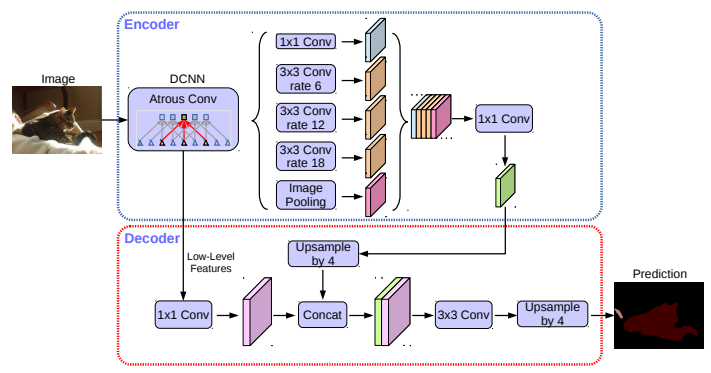 Encoder
Image
DCNN
Atrous Conv
1x1 Conv
3x3 Conv
rate 6
3x3 Conv
rate 12
3x3 Conv
rate 18
Image
Pooling
1x1 Conv
Decoder
Low-Level
Features
Upsample
by 4
1x1 Conv
Concat
3x3 Conv
Upsample
by 4
Prediction